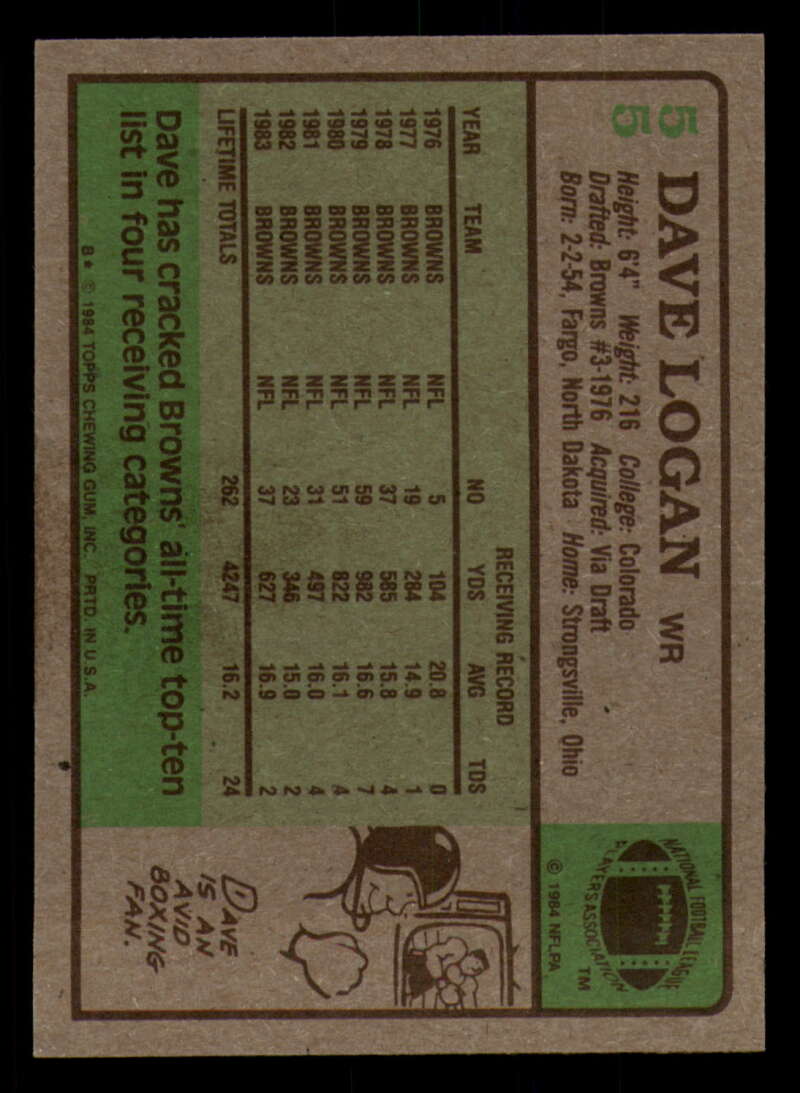 55 DAVE LOGAN WR
Height: 6'4" Weight: 216 College: Colorado
Drafted: Browns #3-1976 Acquired: Via Draft
Born: 2-2-54, Fargo, North Dakota Home: Strongsville, Ohio
NATIONAL FOOTBALL LEAGUE
PLAYERS ASSOCIATION
TM
© 1984 NFLPA
RECEIVING RECORD
YEAR TEAM NO YDS AVG TDS
1976 BROWNS NFL 5 104 20.8 0
1977 BROWNS NFL 19 284 14.9 1
1978 BROWNS NFL 37 585 15.8 4
1979 BROWNS NFL 59 982 16.6 7
1980 BROWNS NFL 51 822 16.1 4
1981 BROWNS NFL 31 497 16.0 4
1982 BROWNS NFL 23 346 15.0 2
1983 BROWNS NFL 37 627 16.9 2
LIFETIME TOTALS 262 4247 16.2 24
Dave has cracked Browns' all-time top-ten
list in four receiving categories.
DAVE
IS AN
AVID
BOXING
FAN.
B* © 1984 TOPPS CHEWING GUM, INC. PRTD. IN U.S.A.